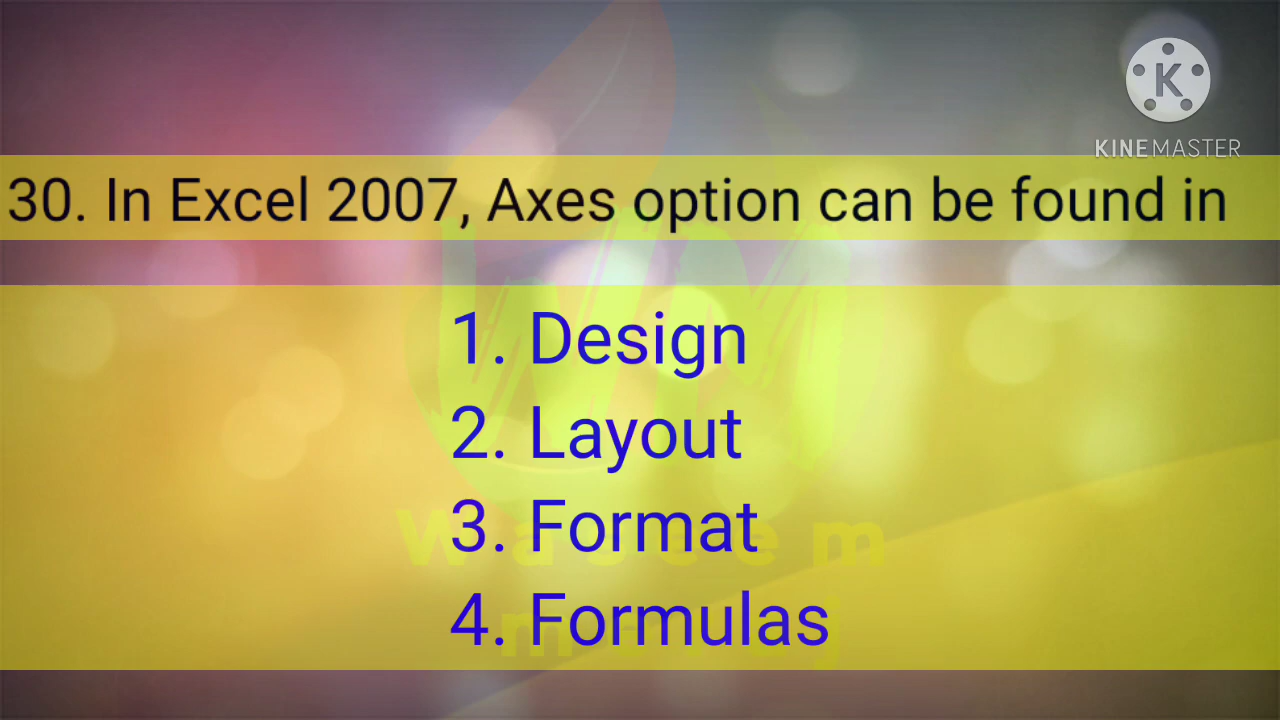 KINEMASTER
30. In Excel 2007, Axes option can be found in
1. Design
2. Layout
3. Format
4. Formulas